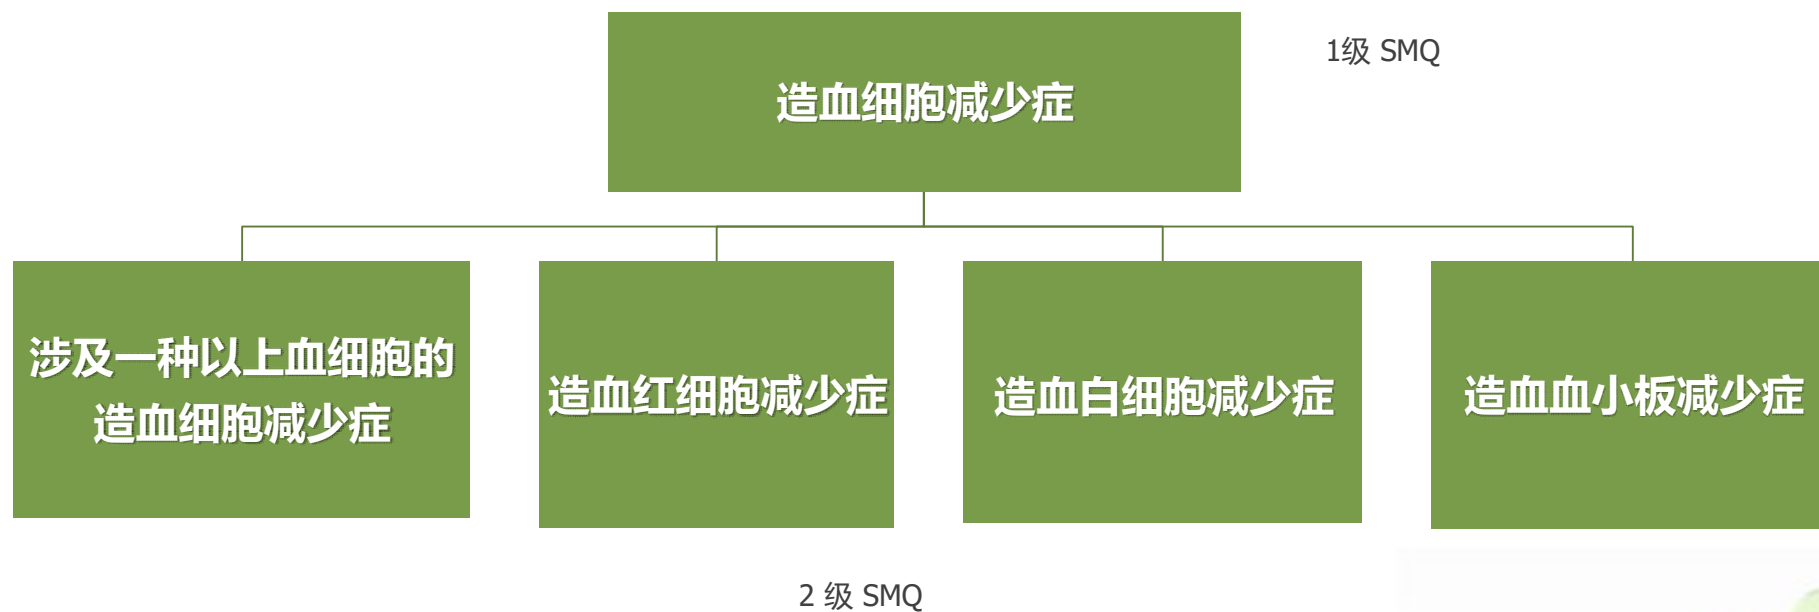 造血细胞减少症
1级 SMQ
涉及一种以上血细胞的
造血细胞减少症
造血红细胞减少症
造血白细胞减少症
造血血小板减少症
2 级 SMQ